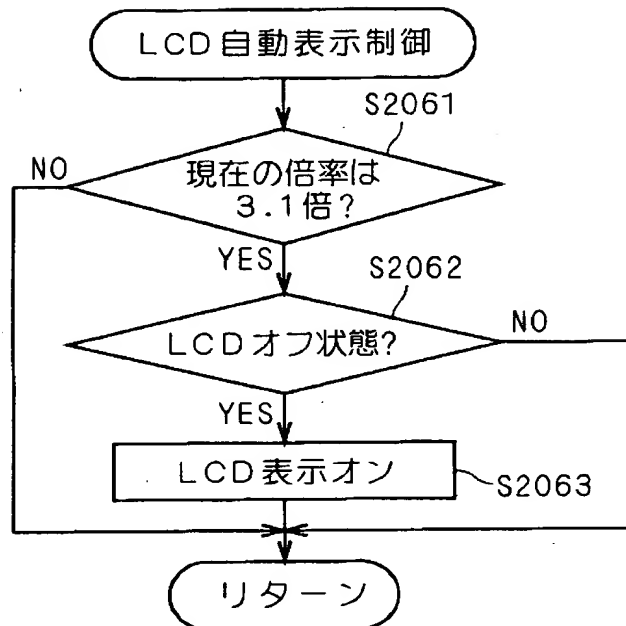 LCD自動表示制御
S2061
NO
現在の倍率は
3.1倍?
YES
S2062
NO
LCDオフ状態?
YES
LCD表示オン
S2063
リターン